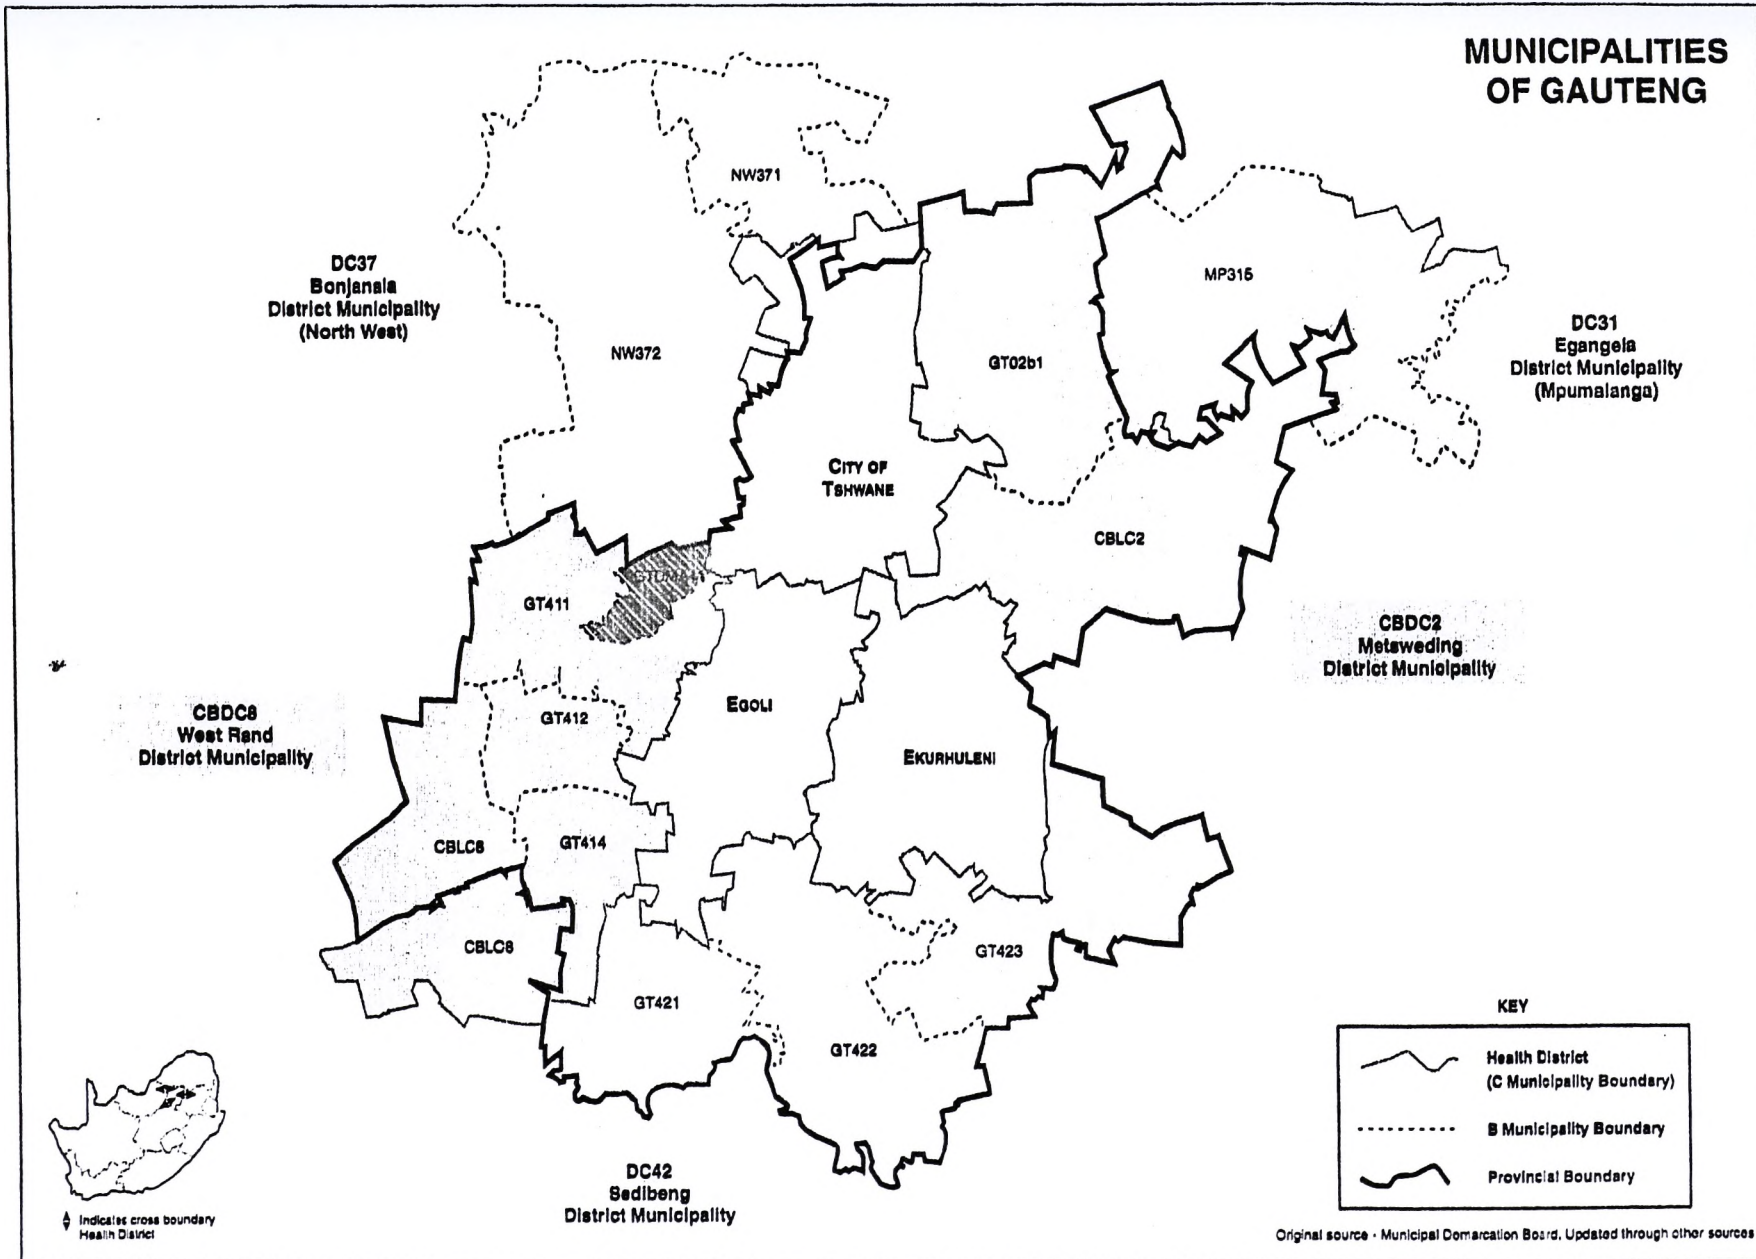 MUNICIPALITIES
OF GAUTENG
NW371
DC37
Bonjanala
District Municipality
(North West)
MP315
NW372
GT02b1
DC31
Egangela
District Municipality
(Mpumalanga)
CITY OF
TSHWANE
CBLC2
GT411
CBDC2
Metsweding
District Municipality
CBDC8
West Rand
District Municipality
GT412
EGOLI
EKURHULENI
CBLC8
GT414
CBLC8
GT423
GT421
GT422
KEY
Health District
(C Municipality Boundary)
B Municipality Boundary
Provincial Boundary
DC42
Sedibeng
District Municipality
Indicates cross boundary
Health District
Original source - Municipal Demarcation Board, Updated through other sources